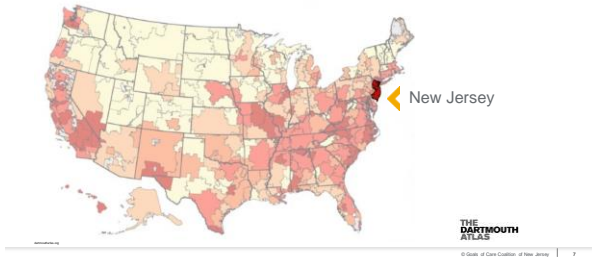 New Jersey
THE
DARTMOUTH
ATLAS
© Goals of Care Coalition of New Jersey
7